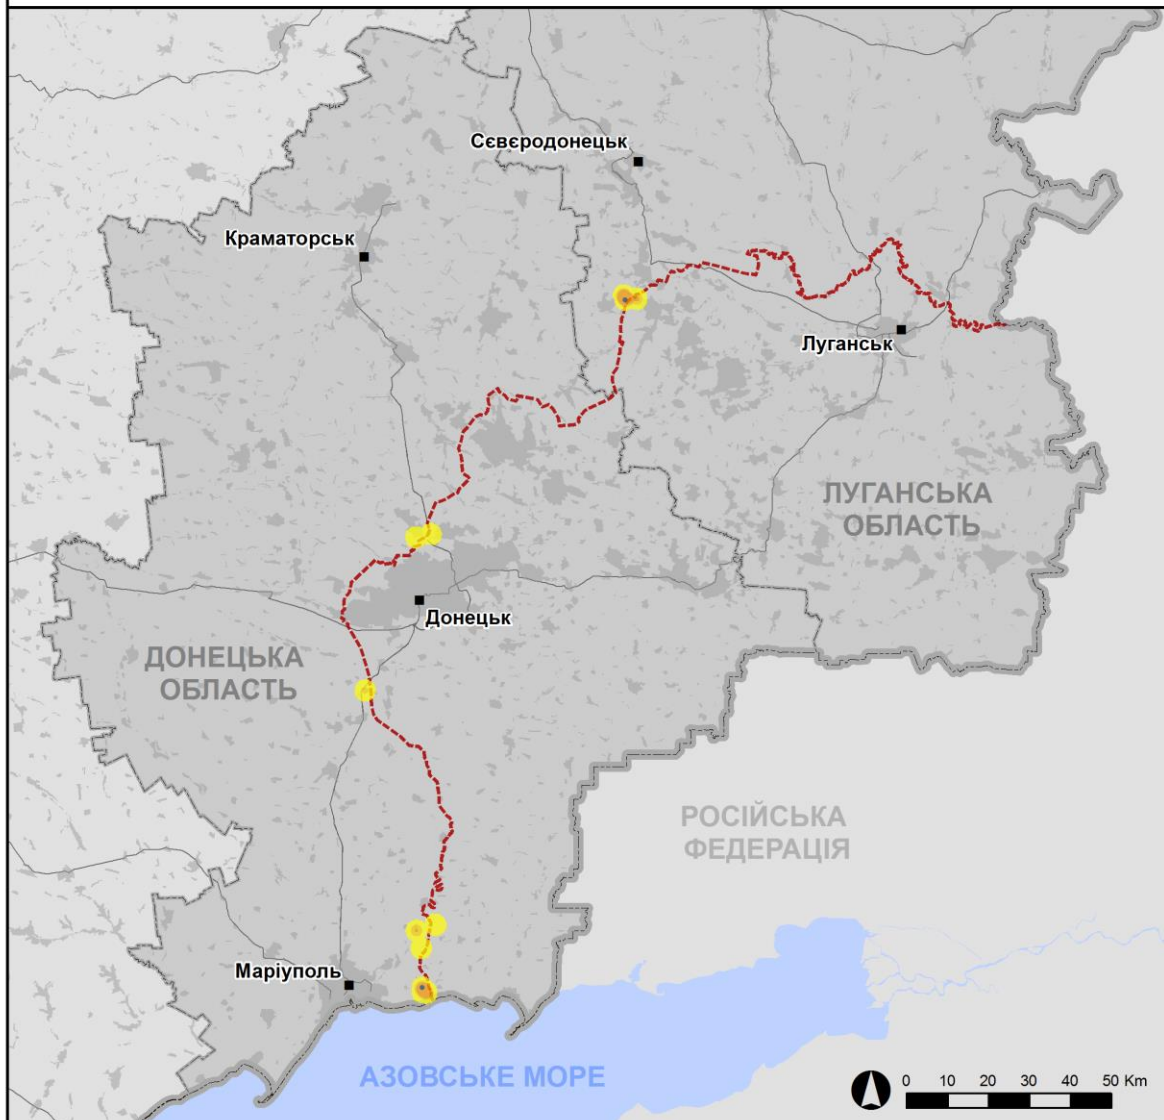 Сєвєродонецьк
Краматорськ
Луганськ
ЛУГАНСЬКА
ОБЛАСТЬ
Донецьк
ДОНЕЦЬКА
ОБЛАСТЬ
РОСІЙСЬКА
ФЕДЕРАЦІЯ
Маріуполь
АЗОВСЬКЕ МОРЕ
0 10 20 30 40 50 Км